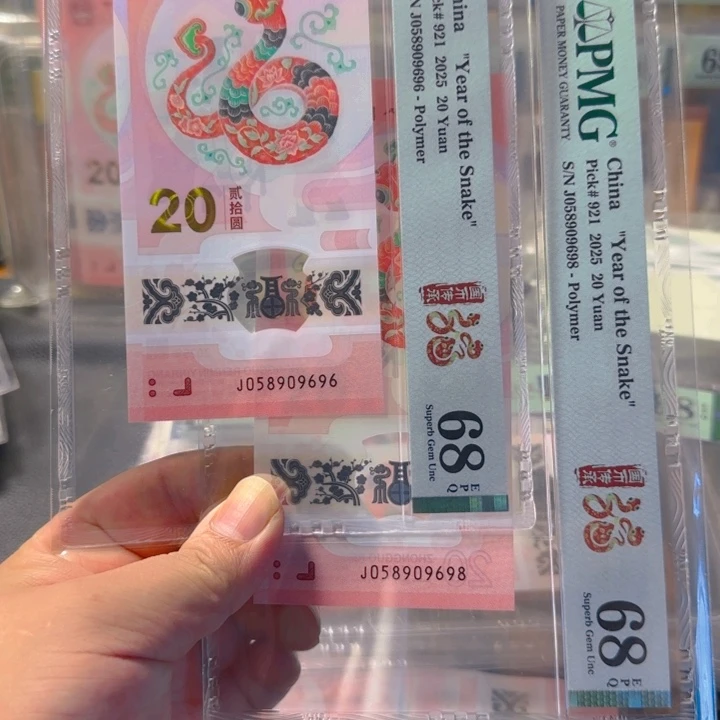 20
贰拾圆
J058909696
China "Year of the Snake"
Pick# 921 2025 20 Yuan
S/N J058909696 - Polymer
68
EPQ
Superb Gem Unc
J058909698
PMG®
PAPER MONEY GUARANTY
China "Year of the Snake"
Pick# 921 2025 20 Yuan
S/N J058909698 - Polymer
68
EPQ
Superb Gem Unc